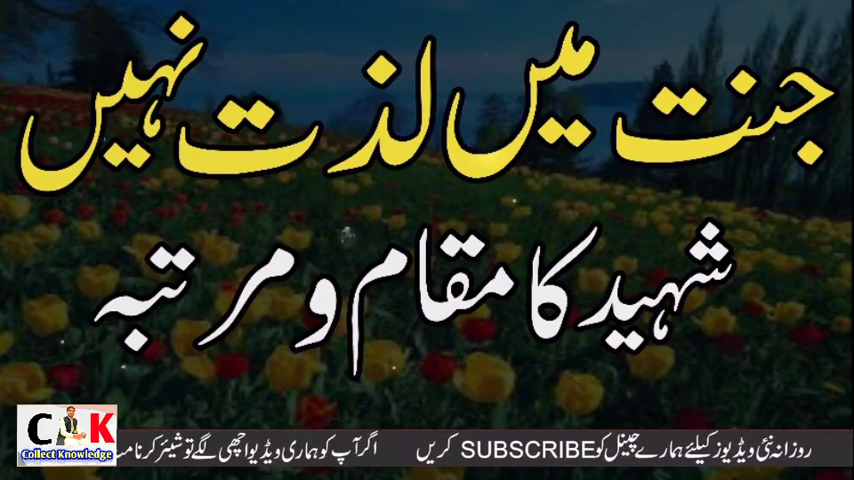 جنت میں لذت نہیں
شہید کا مقام و مرتبہ
روزانہ نئی ویڈیوز کیلئے ہمارے چینل کو SUBSCRIBE کریں اگر آپ کو ہماری ویڈیو اچھی لگے تو شیئر کرنا
C K
Collect Knowledge